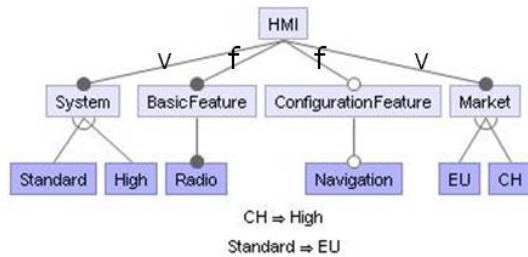 HMI
v f f v
System BasicFeature ConfigurationFeature Market
Standard High Radio Navigation EU CH
CH ⇒ High
Standard ⇒ EU